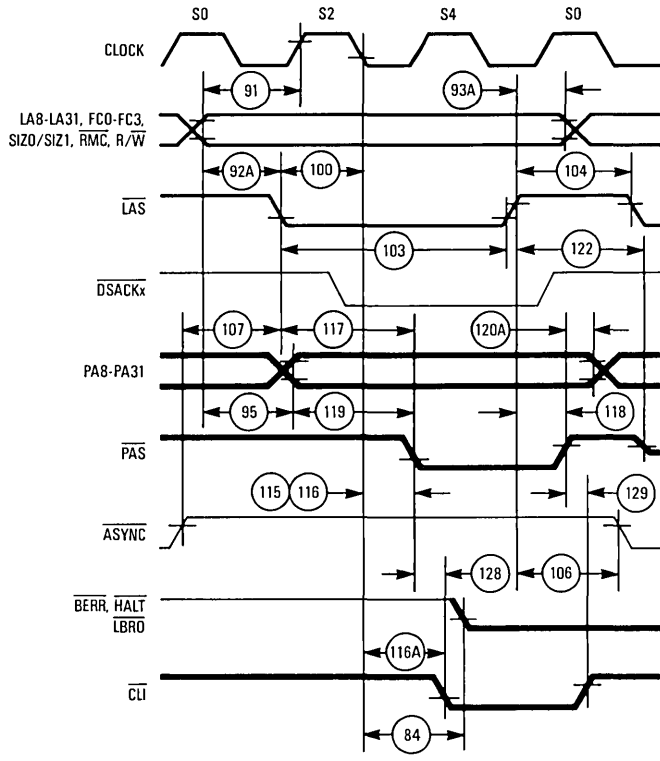 S0 S2 S4 S0
CLOCK
91 93A
LA8-LA31, FC0-FC3,
SIZ0/SIZ1, RMC, R/W
92A 100 104
LAS
103 122
DSACKx
107 117 120A
PA8-PA31
95 119 118
PAS
115 116 129
ASYNC
128 106
BERR, HALT
LBRO
116A
CLI
84